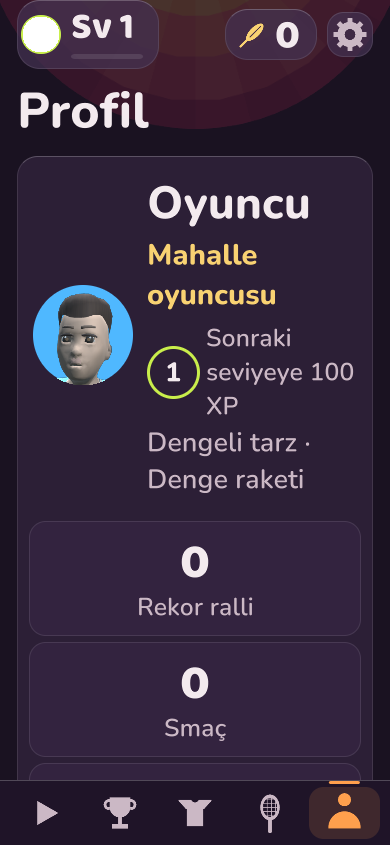 Sv 1
0
Profil
Oyuncu
Mahalle
oyuncusu
1
Sonraki
seviyeye 100
XP
Dengeli tarz ·
Denge raketi
0
Rekor ralli
0
Smaç